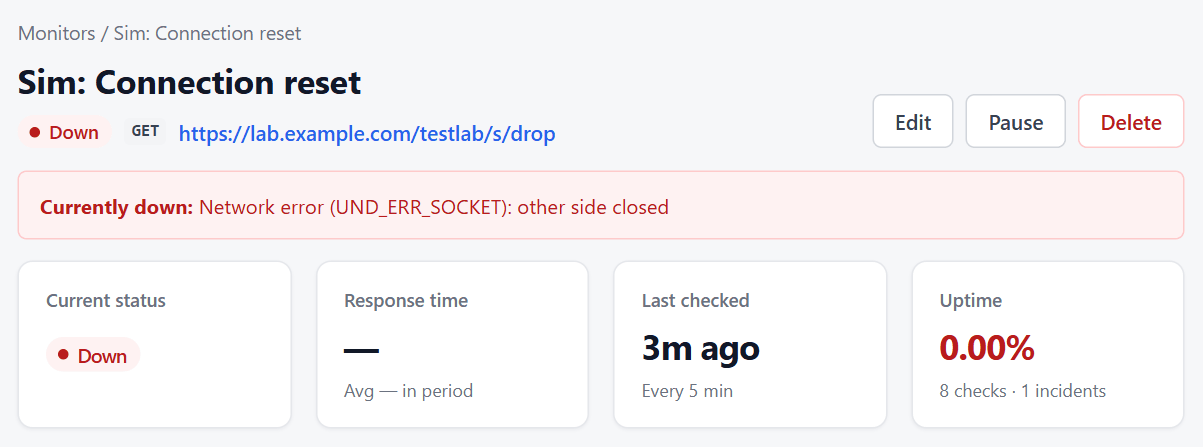 Monitors / Sim: Connection reset
Sim: Connection reset
Down GET https://lab.example.com/testlab/s/drop
Edit Pause Delete
Currently down: Network error (UND_ERR_SOCKET): other side closed
Current status
Down
Response time
—
Avg — in period
Last checked
3m ago
Every 5 min
Uptime
0.00%
8 checks · 1 incidents